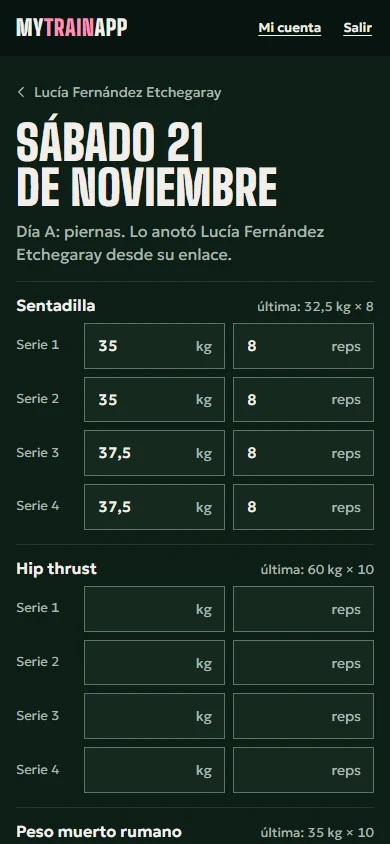 MYTRAINAPP
Mi cuenta
Salir
Lucía Fernández Etchegaray
SÁBADO 21
DE NOVIEMBRE
Día A: piernas. Lo anotó Lucía Fernández
Etchegaray desde su enlace.
Sentadilla
última: 32,5 kg × 8
Serie 1
35
kg
8
reps
Serie 2
35
kg
8
reps
Serie 3
37,5
kg
8
reps
Serie 4
37,5
kg
8
reps
Hip thrust
última: 60 kg × 10
Serie 1
kg
reps
Serie 2
kg
reps
Serie 3
kg
reps
Serie 4
kg
reps
Peso muerto rumano
última: 35 kg × 10